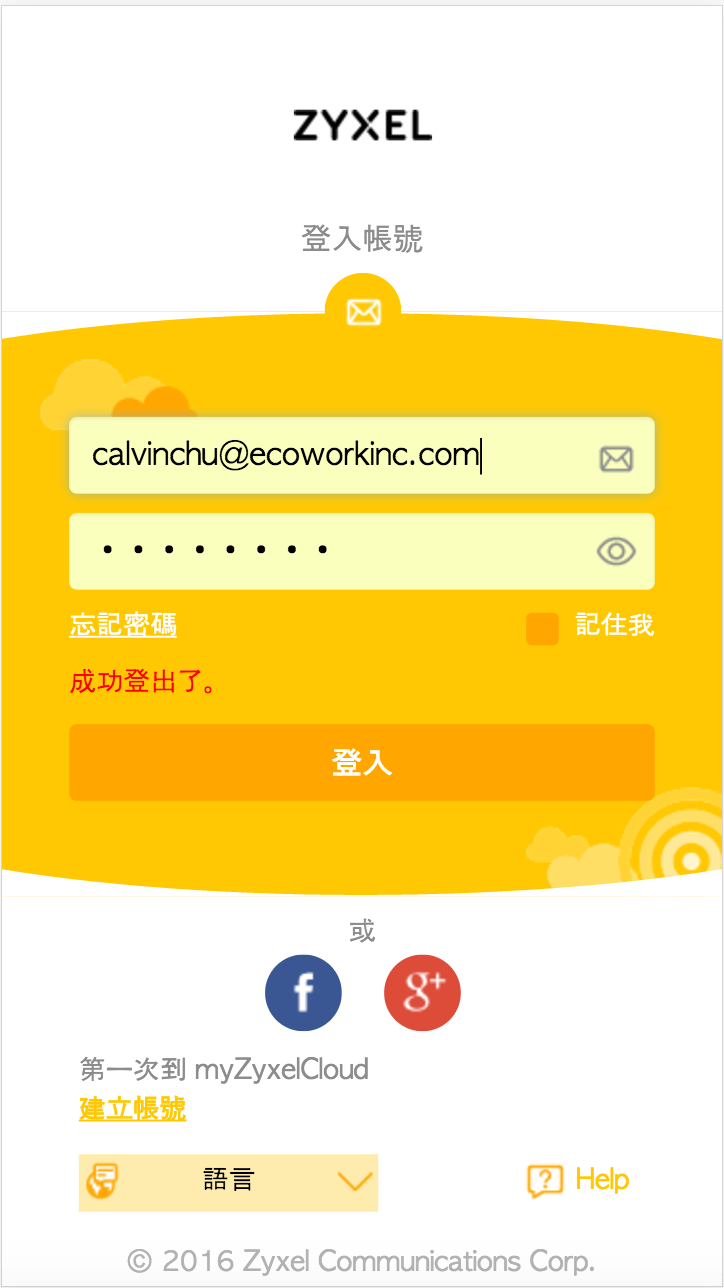 ZYXEL
登入帳號
calvinchu@ecoworkinc.com
••••••••
忘記密碼
記住我
成功登出了。
登入
或
f
g+
第一次到 myZyxelCloud
建立帳號
語言
Help
© 2016 Zyxel Communications Corp.